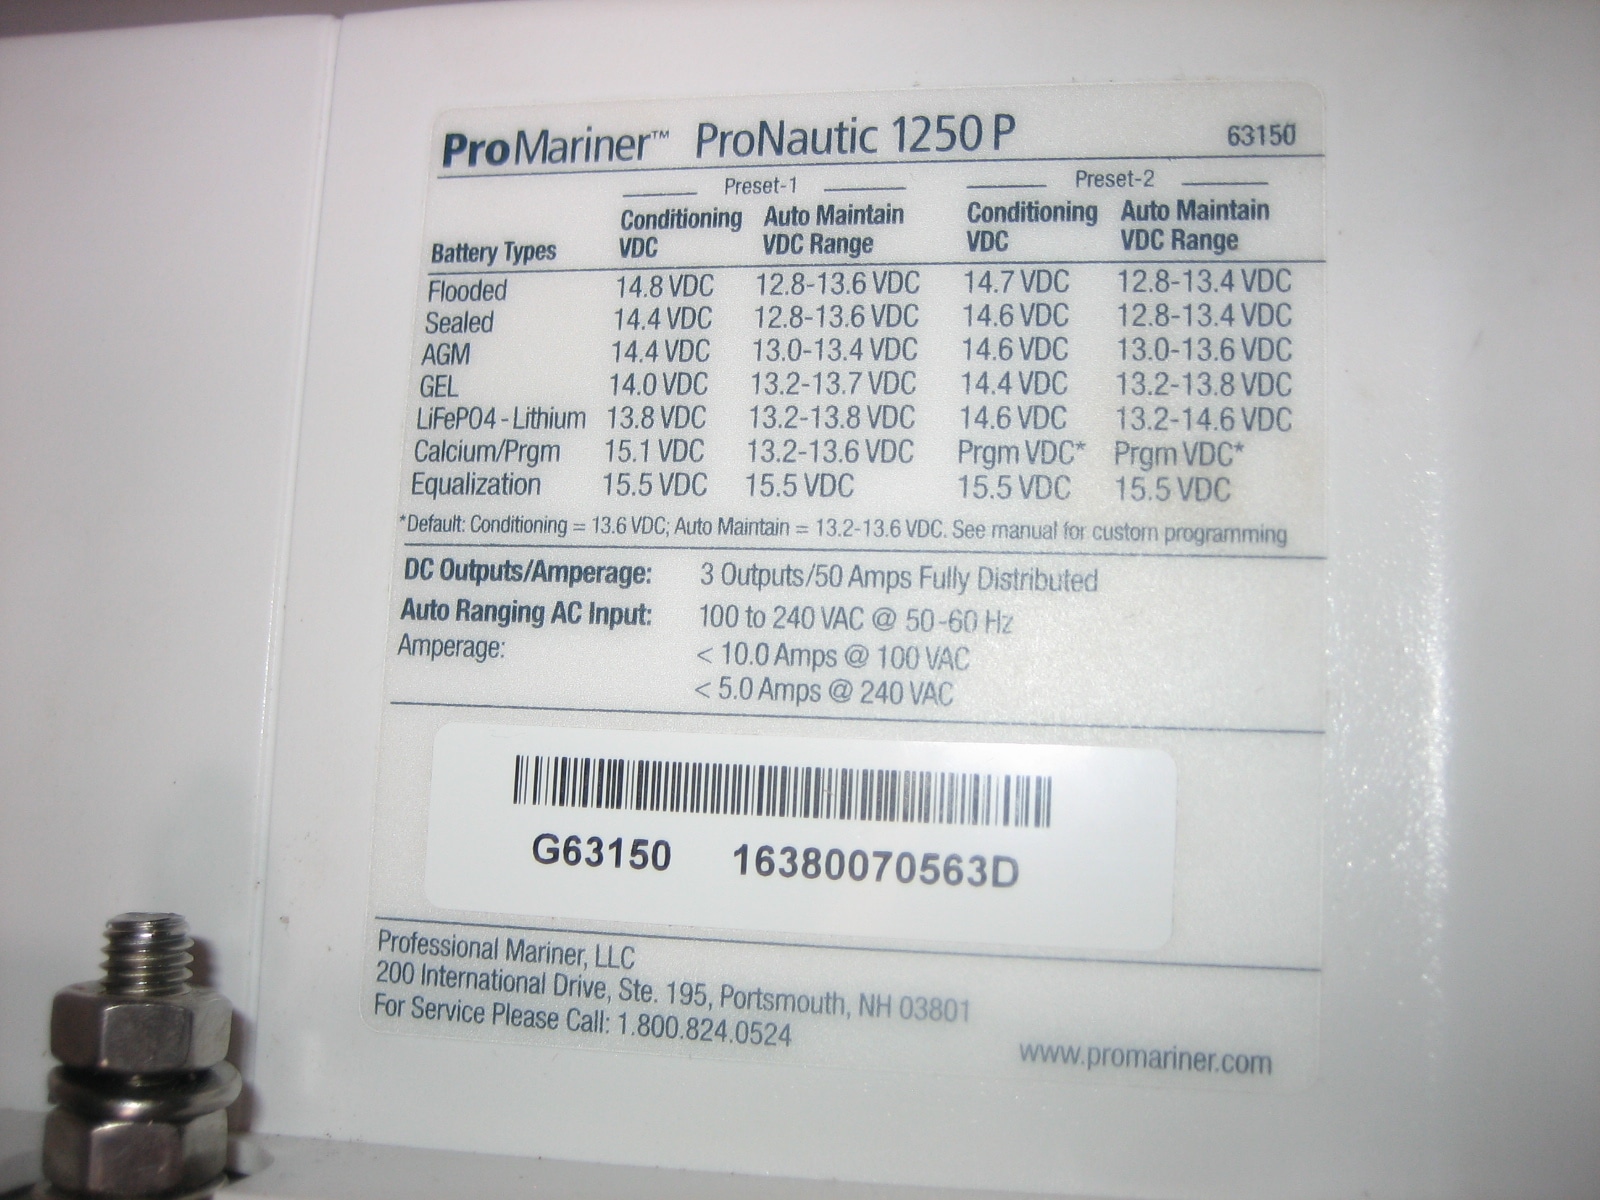 ProMariner™ ProNautic 1250 P 63150
Preset-1 Preset-2
Battery Types Conditioning VDC Auto Maintain VDC Range Conditioning VDC Auto Maintain VDC Range
Flooded 14.8 VDC 12.8-13.6 VDC 14.7 VDC 12.8-13.4 VDC
Sealed 14.4 VDC 12.8-13.6 VDC 14.6 VDC 12.8-13.4 VDC
AGM 14.4 VDC 13.0-13.4 VDC 14.6 VDC 13.0-13.6 VDC
GEL 14.0 VDC 13.2-13.7 VDC 14.4 VDC 13.2-13.8 VDC
LiFePO4 - Lithium 13.8 VDC 13.2-13.8 VDC 14.6 VDC 13.2-14.6 VDC
Calcium/Prgm 15.1 VDC 13.2-13.6 VDC Prgm VDC* Prgm VDC*
Equalization 15.5 VDC 15.5 VDC 15.5 VDC 15.5 VDC
*Default: Conditioning = 13.6 VDC; Auto Maintain = 13.2-13.6 VDC. See manual for custom programming
DC Outputs/Amperage: 3 Outputs/50 Amps Fully Distributed
Auto Ranging AC Input: 100 to 240 VAC @ 50-60 Hz
Amperage: < 10.0 Amps @ 100 VAC
< 5.0 Amps @ 240 VAC
G63150 16380070563D
Professional Mariner, LLC
200 International Drive, Ste. 195, Portsmouth, NH 03801
For Service Please Call: 1.800.824.0524
www.promariner.com